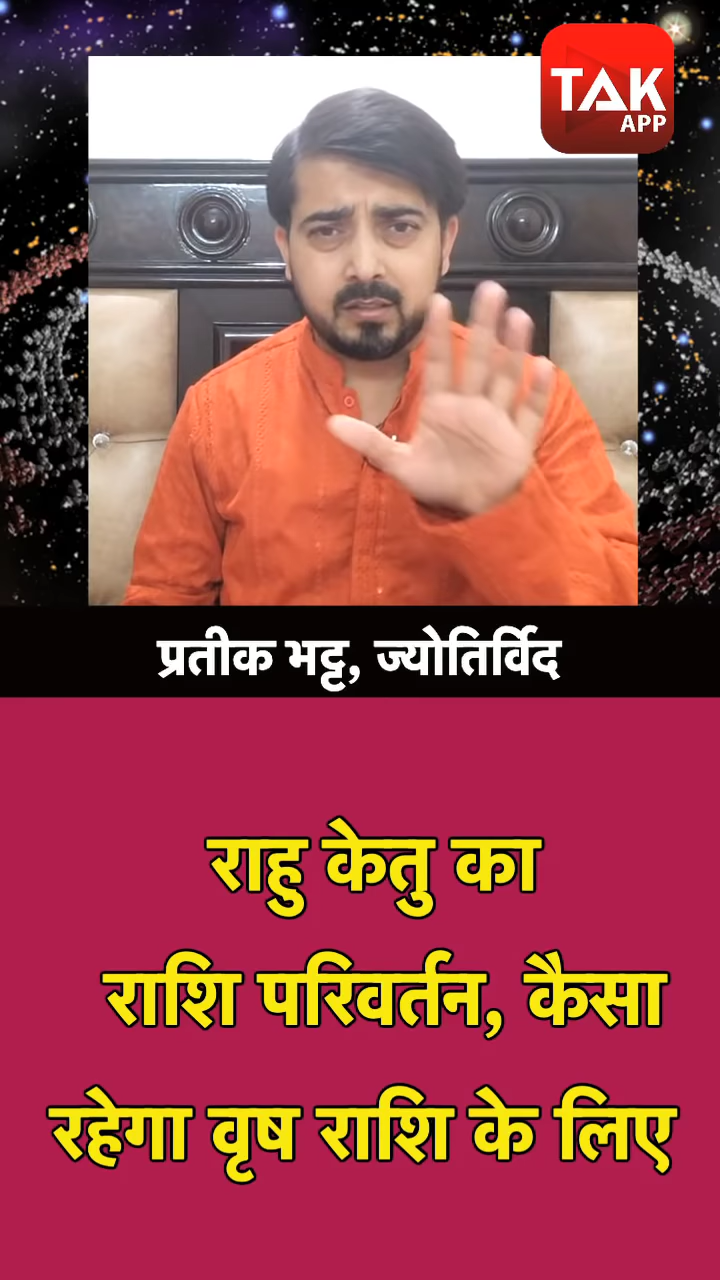 TAK
APP
प्रतीक भट्ट, ज्योतिर्विद
राहु केतु का
राशि परिवर्तन, कैसा
रहेगा वृष राशि के लिए